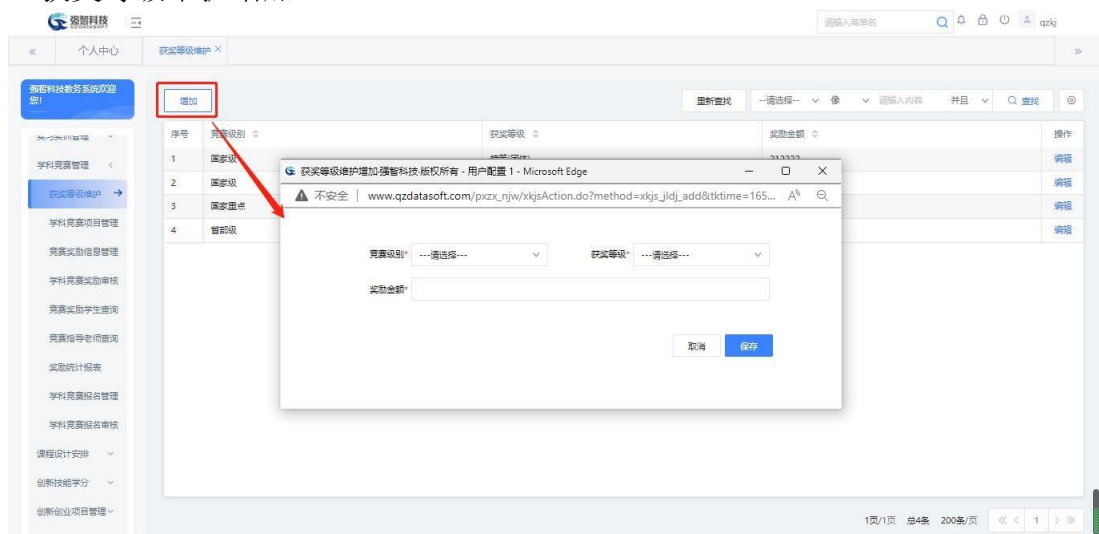 强智科技
QZDATASOFT
请输入菜单名
qzkj
个人中心
获奖等级维护 ×
强智科技教务系统欢迎您!
增加
重新查找
--请选择--
像
请输入内容
并且
查找
序号 竞赛级别 获奖等级 奖励金额 操作
1 国家级 编辑
2 国家级 编辑
3 国家重点 编辑
4 省部级 编辑
学科竞赛管理
获奖等级维护
学科竞赛项目管理
竞赛奖励信息管理
学科竞赛奖励审核
竞赛奖励学生查询
竞赛指导老师查询
奖励统计报表
学科竞赛报名管理
学科竞赛报名审核
课程设计安排
创新技能学分
创新创业项目管理
获奖等级维护增加-强智科技-版权所有 - 用户配置 1 - Microsoft Edge
不安全 | www.qzdatasoft.com/pxzx_njw/xkjsAction.do?method=xkjs_jldj_add&tktime=165...
竞赛级别* ---请选择---
获奖等级* ---请选择---
奖励金额*
取消
保存
1页/1页 总4条 200条/页 1